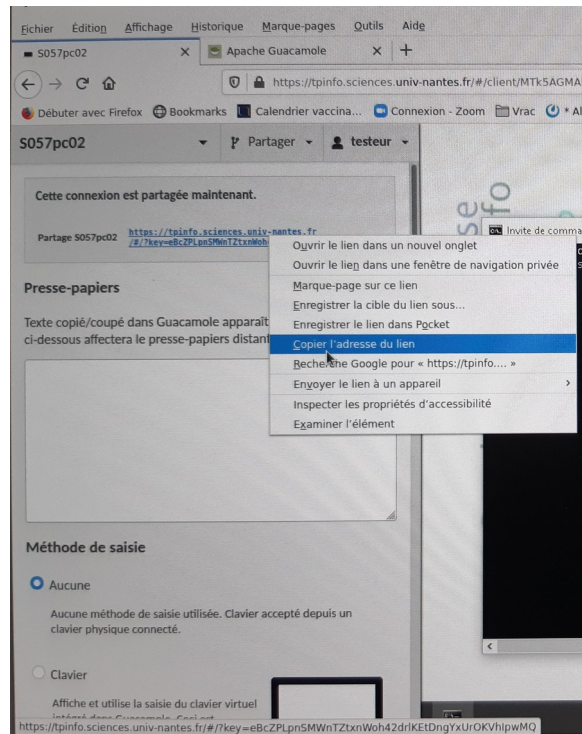 Fichier Édition Affichage Historique Marque-pages Outils Aide
S057pc02 × Apache Guacamole × +
https://tpinfo.sciences.univ-nantes.fr/#/client/MTk5AGMA
Débuter avec Firefox Bookmarks Calendrier vaccina... Connexion - Zoom Vrac * Al
S057pc02 Partager testeur
Cette connexion est partagée maintenant.
Partage S057pc02 https://tpinfo.sciences.univ-nantes.fr
/#/?key=eBcZPLpnSMWnTZtxnWoh
Invite de comma
Ouvrir le lien dans un nouvel onglet
Ouvrir le lien dans une fenêtre de navigation privée
Marque-page sur ce lien
Enregistrer la cible du lien sous...
Enregistrer le lien dans Pocket
Copier l'adresse du lien
Recherche Google pour « https://tpinfo.... »
Envoyer le lien à un appareil
Inspecter les propriétés d'accessibilité
Examiner l'élément
Presse-papiers
Texte copié/coupé dans Guacamole apparaît
ci-dessous affectera le presse-papiers distan
Méthode de saisie
Aucune
Aucune méthode de saisie utilisée. Clavier accepté depuis un
clavier physique connecté.
Clavier
Affiche et utilise la saisie du clavier virtuel
intégré dans Guacamole. Ceci est
https://tpinfo.sciences.univ-nantes.fr/#/?key=eBcZPLpnSMWnTZtxnWoh42drlKEtDngYxUrOKVhlpwMQ